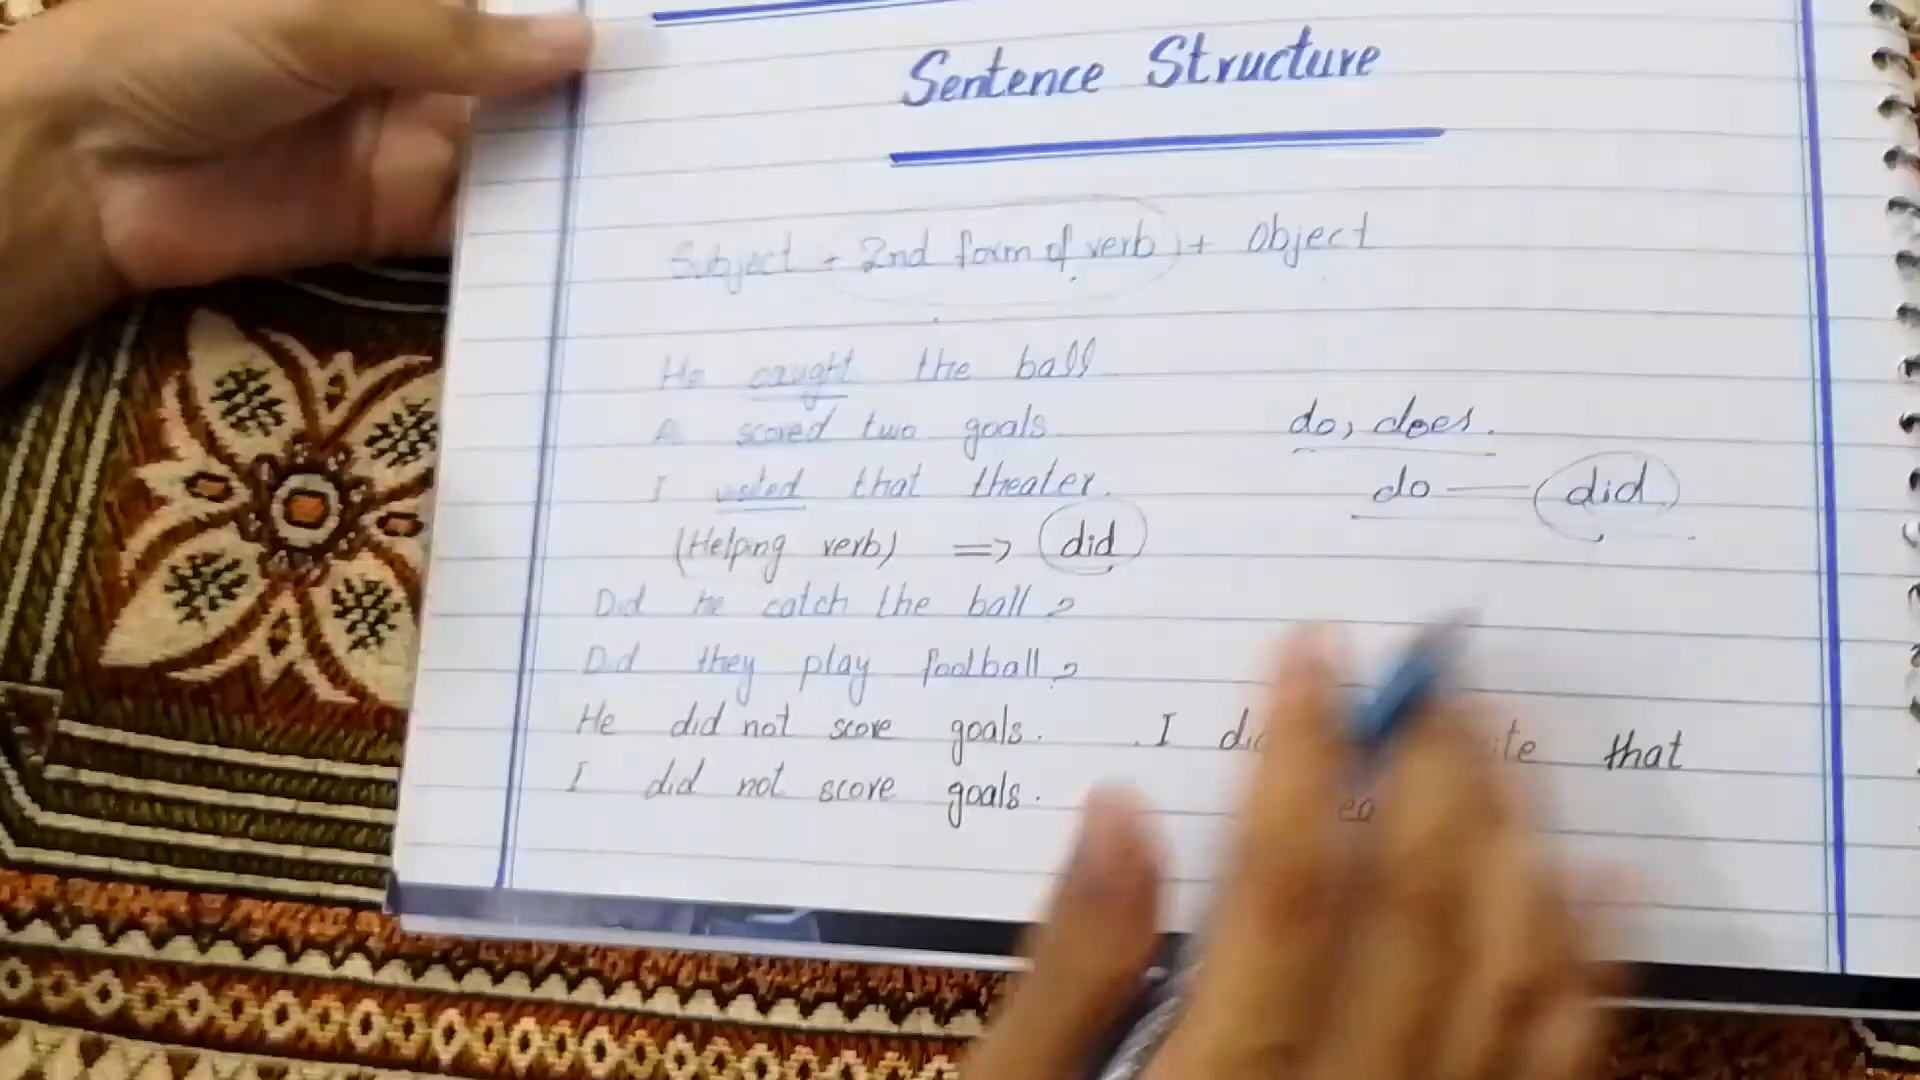 Sentence Structure
Subject + 2nd form of verb + Object
He caught the ball
scored two goals
do, does.
I visited that theater.
do — did
(Helping verb) => did
Did he catch the ball?
Did they play football?
He did not score goals.
I that
I did not score goals.